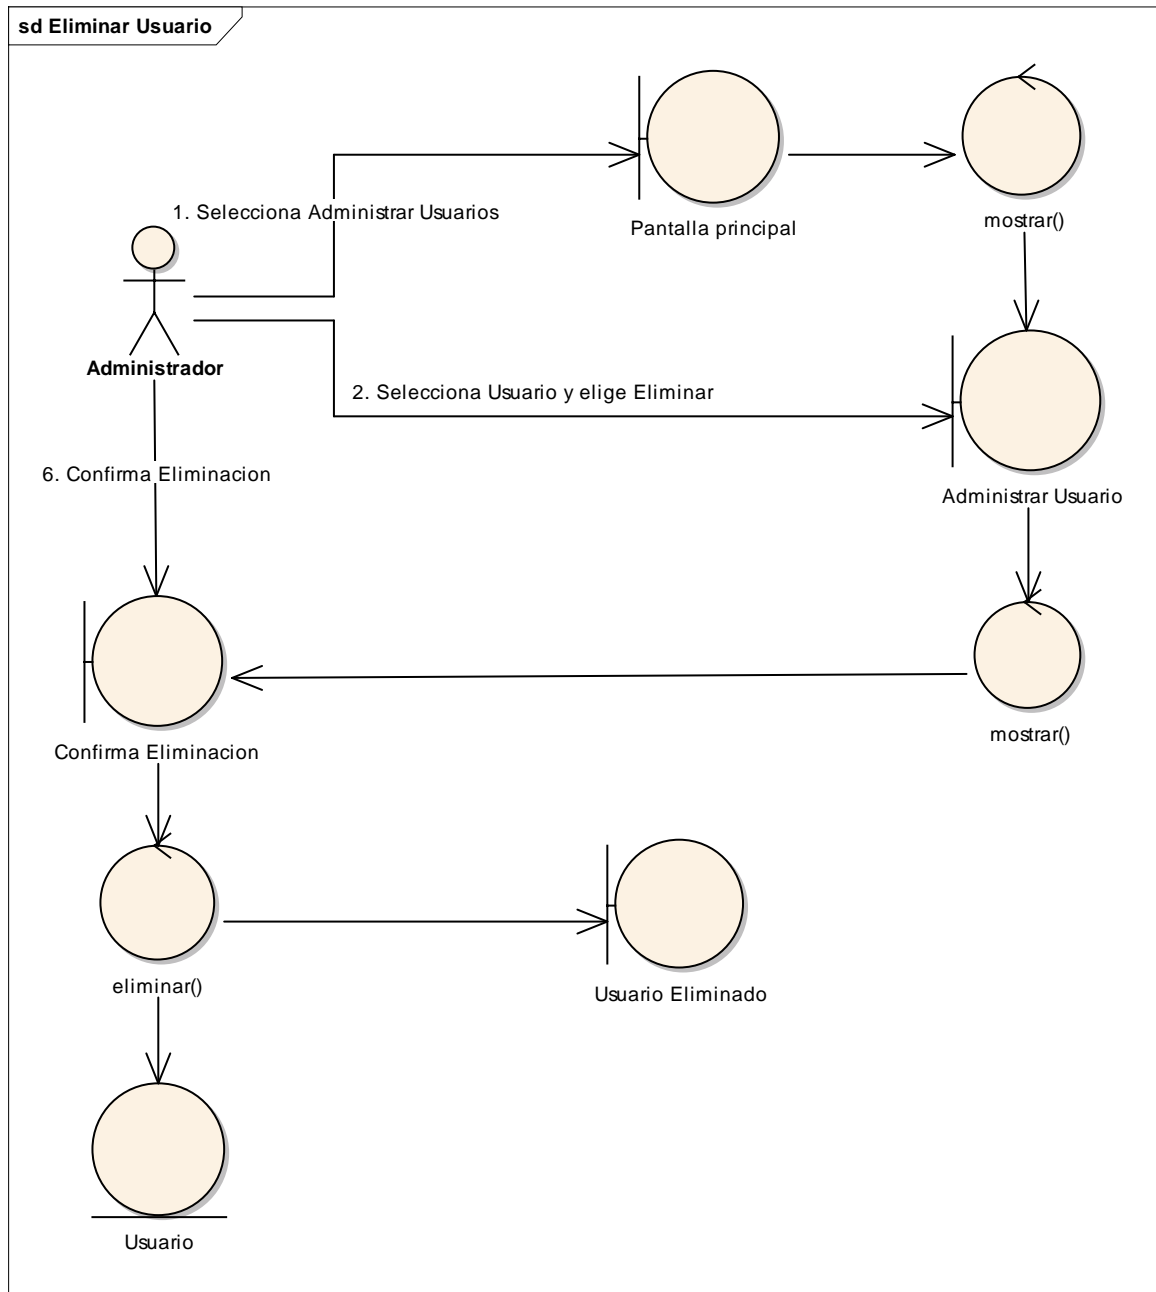 sd Eliminar Usuario
1. Selecciona Administrar Usuarios
Pantalla principal
mostrar()
Administrador
2. Selecciona Usuario y elige Eliminar
6. Confirma Eliminacion
Administrar Usuario
Confirma Eliminacion
mostrar()
eliminar()
Usuario Eliminado
Usuario